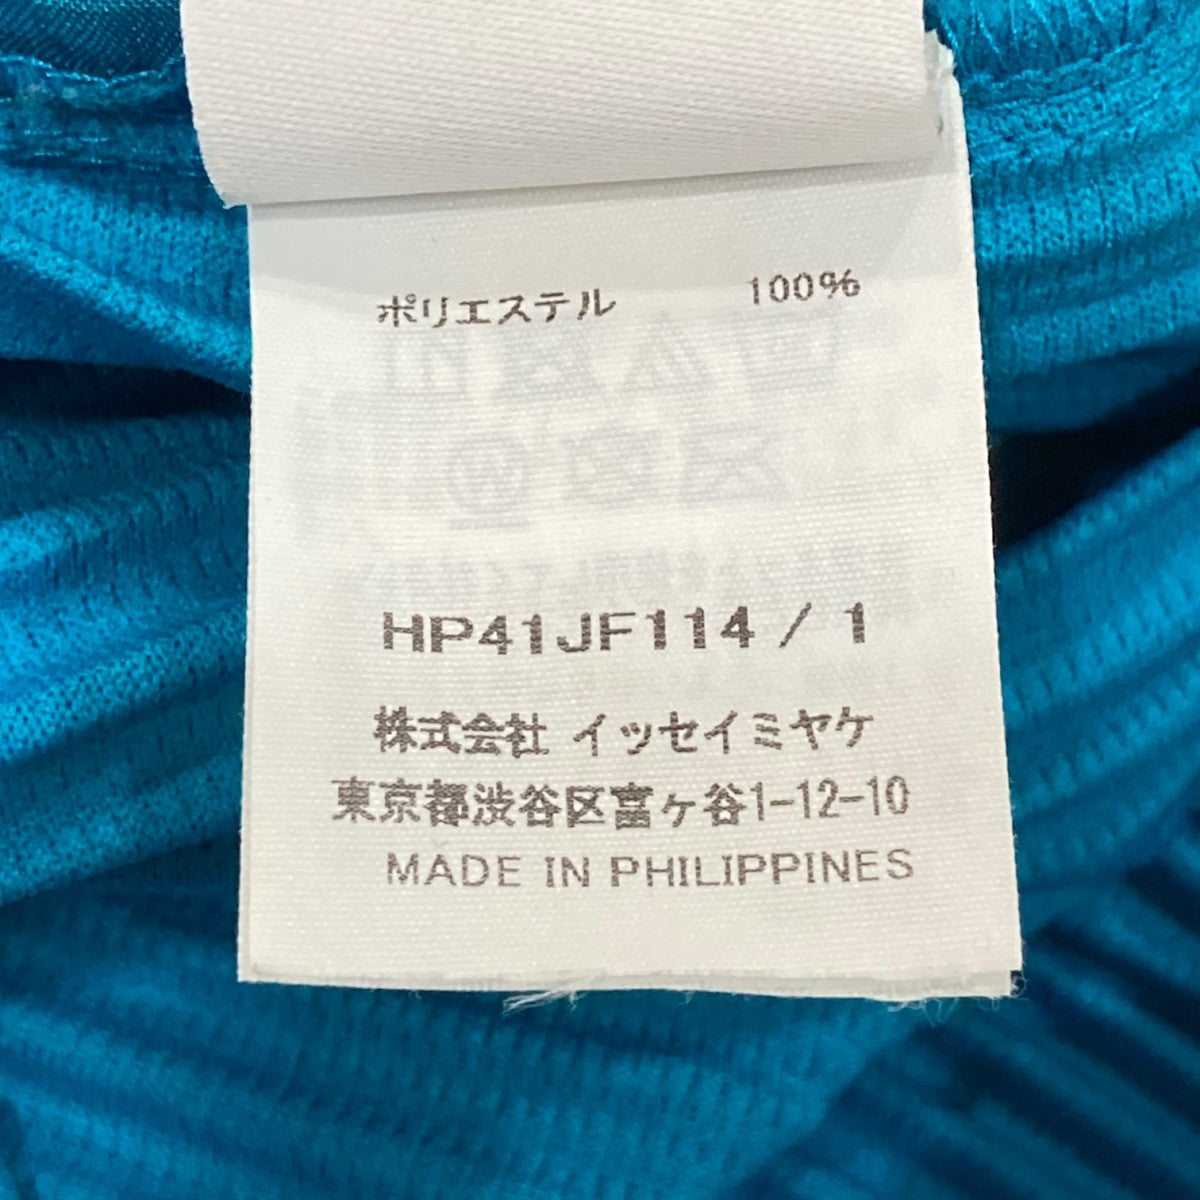 ポリエステル 100%
HP41JF114 / 1
株式会社 イッセイミヤケ
東京都渋谷区富ヶ谷1-12-10
MADE IN PHILIPPINES